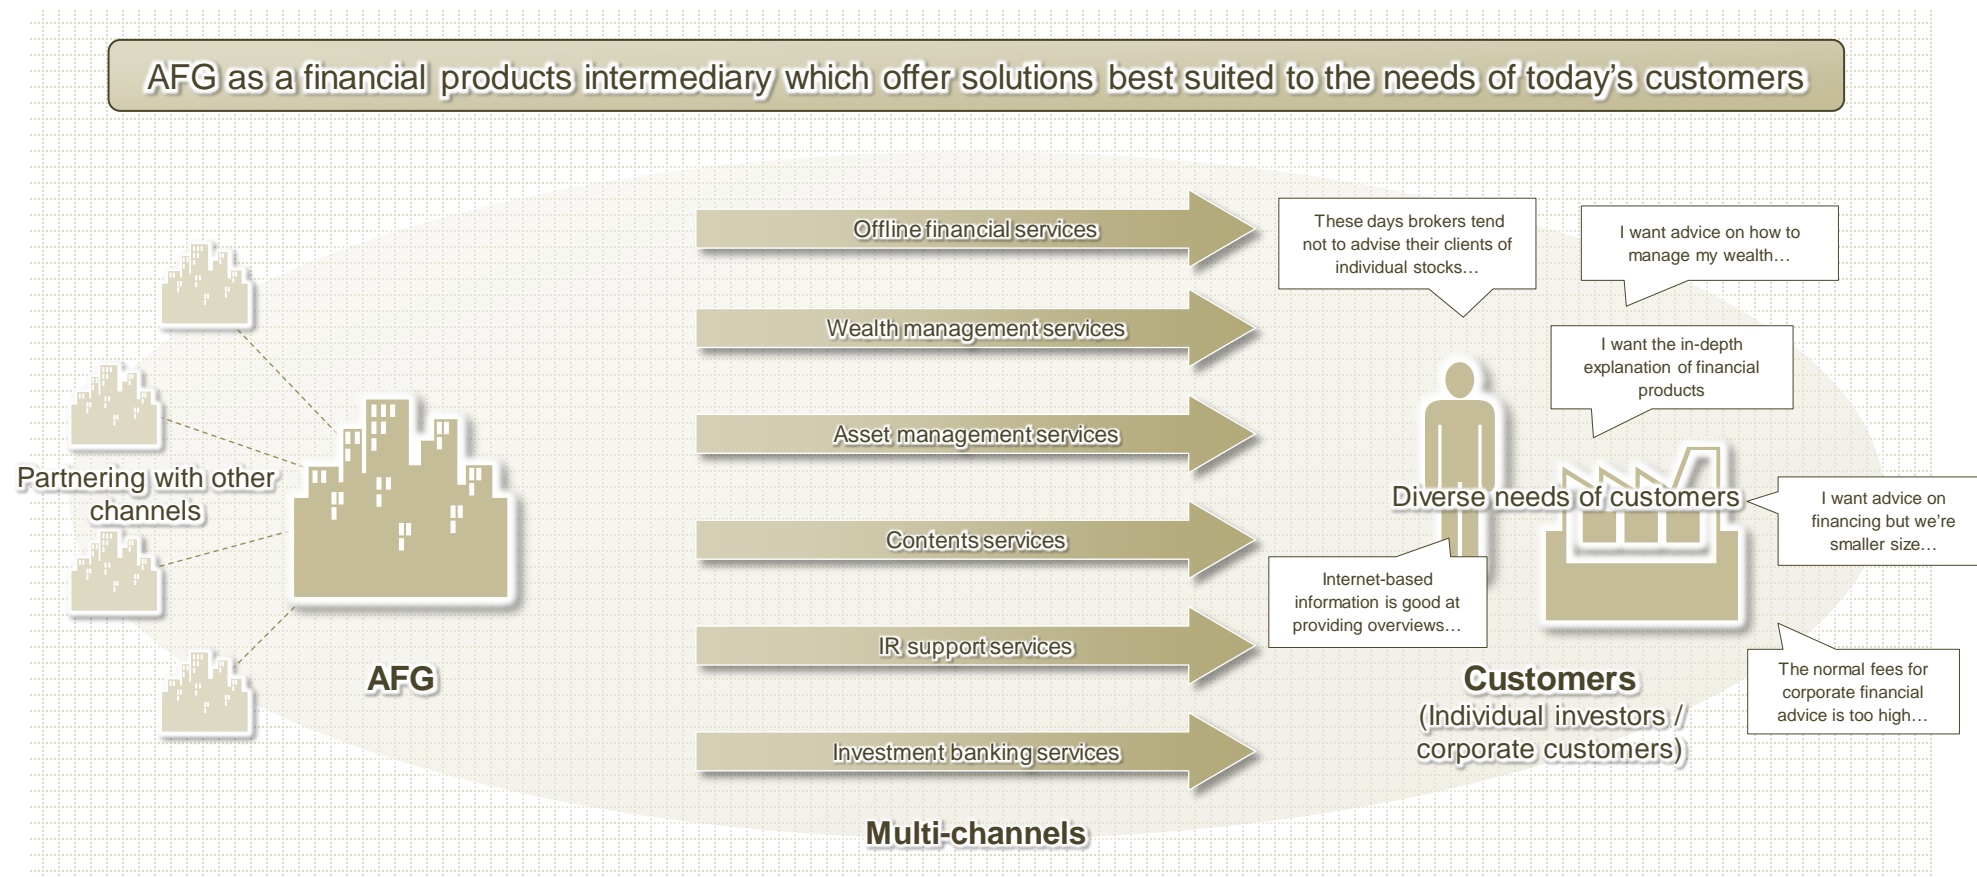 AFG as a financial products intermediary which offer solutions best suited to the needs of today's customers
Partnering with other
channels
AFG
Offline financial services
Wealth management services
Asset management services
Contents services
IR support services
Investment banking services
Multi-channels
These days brokers tend
not to advise their clients of
individual stocks…
I want advice on how to
manage my wealth…
I want the in-depth
explanation of financial
products
Diverse needs of customers
I want advice on
financing but we're
smaller size…
Internet-based
information is good at
providing overviews…
The normal fees for
corporate financial
advice is too high…
Customers
(Individual investors /
corporate customers)